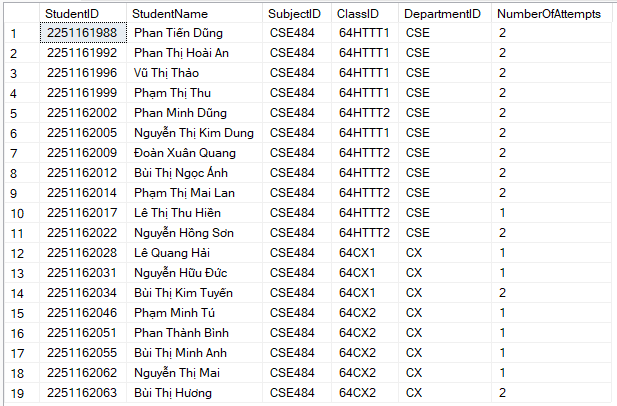 StudentID StudentName SubjectID ClassID DepartmentID NumberOfAttempts
1 2251161988 Phan Tiến Dũng CSE484 64HTTT1 CSE 2
2 2251161992 Phan Thị Hoài An CSE484 64HTTT1 CSE 2
3 2251161996 Vũ Thị Thảo CSE484 64HTTT1 CSE 2
4 2251161999 Phạm Thị Thu CSE484 64HTTT1 CSE 2
5 2251162002 Phan Minh Dũng CSE484 64HTTT2 CSE 2
6 2251162005 Nguyễn Thị Kim Dung CSE484 64HTTT1 CSE 2
7 2251162009 Đoàn Xuân Quang CSE484 64HTTT2 CSE 2
8 2251162012 Bùi Thị Ngọc Ánh CSE484 64HTTT2 CSE 2
9 2251162014 Phạm Thị Mai Lan CSE484 64HTTT2 CSE 2
10 2251162017 Lê Thị Thu Hiền CSE484 64HTTT2 CSE 1
11 2251162022 Nguyễn Hồng Sơn CSE484 64HTTT2 CSE 2
12 2251162028 Lê Quang Hải CSE484 64CX1 CX 1
13 2251162031 Nguyễn Hữu Đức CSE484 64CX1 CX 1
14 2251162034 Bùi Thị Kim Tuyến CSE484 64CX1 CX 2
15 2251162046 Phạm Minh Tú CSE484 64CX2 CX 1
16 2251162051 Phan Thành Bình CSE484 64CX2 CX 1
17 2251162055 Bùi Thị Minh Anh CSE484 64CX2 CX 1
18 2251162062 Nguyễn Thị Mai CSE484 64CX2 CX 1
19 2251162063 Bùi Thị Hương CSE484 64CX2 CX 2